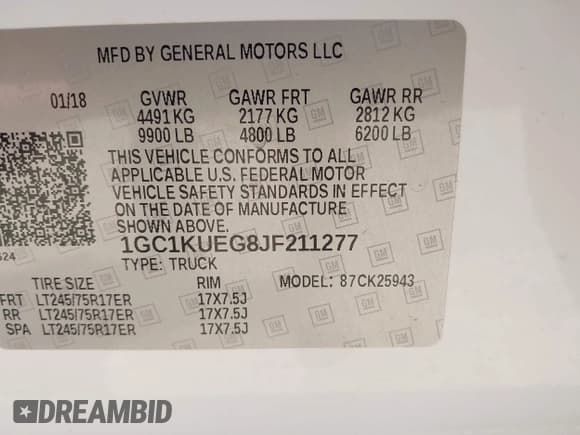 MFD BY GENERAL MOTORS LLC
01/18 GVWR GAWR FRT GAWR RR
4491 KG 2177 KG 2812 KG
9900 LB 4800 LB 6200 LB
THIS VEHICLE CONFORMS TO ALL
APPLICABLE U.S. FEDERAL MOTOR
VEHICLE SAFETY STANDARDS IN EFFECT
ON THE DATE OF MANUFACTURE
SHOWN ABOVE.
624
1GC1KUEG8JF211277
TYPE: TRUCK MODEL: 87CK25943
TIRE SIZE RIM
FRT LT245/75R17ER 17X7.5J
RR LT245/75R17ER 17X7.5J
SPA LT245/75R17ER 17X7.5J
DREAMBID